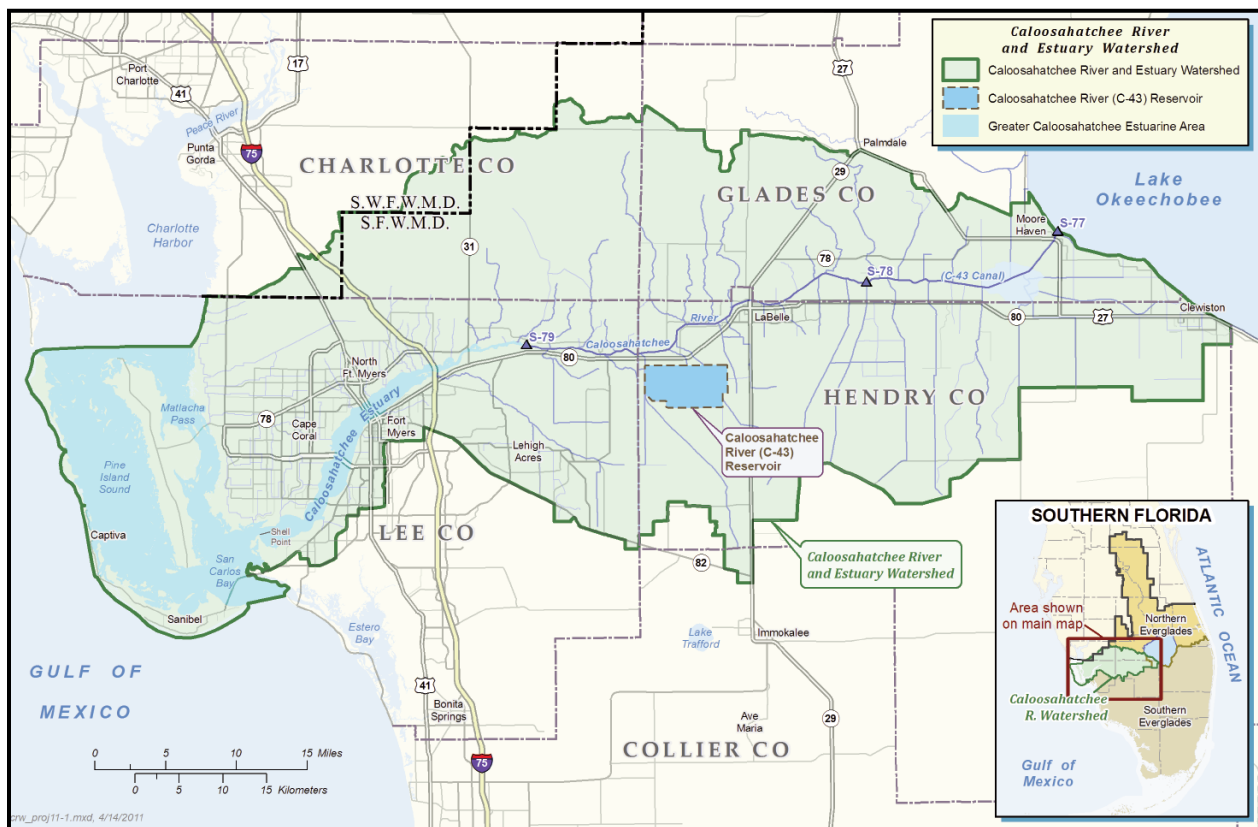 Caloosahatchee River
and Estuary Watershed
Caloosahatchee River and Estuary Watershed
Caloosahatchee River (C-43) Reservoir
Greater Caloosahatchee Estuarine Area
Port
Charlotte
41
17
27
Peace River
Punta
Gorda
75
CHARLOTTE CO
Palmdale
29
GLADES CO
Lake
Okeechobee
S.W.F.W.M.D.
S.F.W.M.D.
Charlotte
Harbor
31
Moore
Haven
S-77
78
S-78
(C-43 Canal)
Clewiston
River
LaBelle
80
27
S-79
Caloosahatchee
80
North
Ft. Myers
Matlacha
Pass
78
Cape
Coral
Fort
Myers
Caloosahatchee Estuary
HENDRY CO
Lehigh
Acres
Caloosahatchee
River (C-43)
Reservoir
Pine
Island
Sound
Captiva
Shell
Point
LEE CO
San
Carlos
Bay
Sanibel
82
Caloosahatchee River
and Estuary Watershed
Estero
Bay
Lake
Trafford
Immokalee
GULF OF
MEXICO
41
Bonita
Springs
Ave
Maria
29
COLLIER CO
75
0 5 10 15 Miles
0 5 10 15 Kilometers
crw_proj11-1.mxd, 4/14/2011
SOUTHERN FLORIDA
ATLANTIC OCEAN
Area shown
on main map
Northern
Everglades
Caloosahatchee
R. Watershed
Southern
Everglades
Gulf of
Mexico